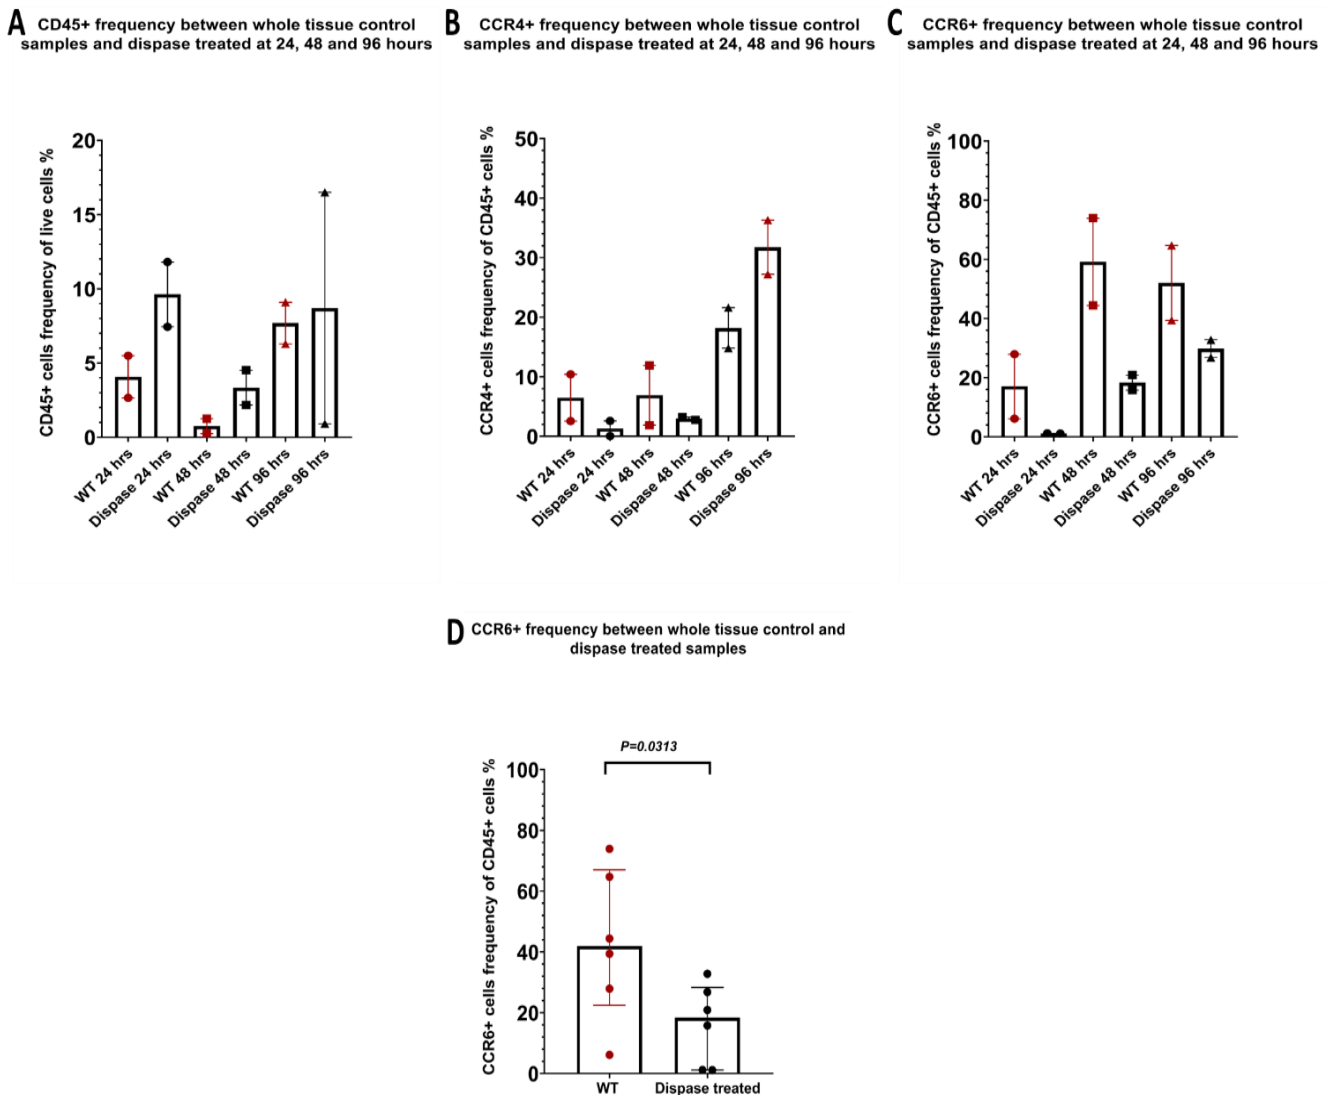 A
CD45+ frequency between whole tissue control
samples and dispase treated at 24, 48 and 96 hours
CD45+ cells frequency of live cells %
20
15
10
5
0
WT 24 hrs
Dispase 24 hrs
WT 48 hrs
Dispase 48 hrs
WT 96 hrs
Dispase 96 hrs
B
CCR4+ frequency between whole tissue control
samples and dispase treated at 24, 48 and 96 hours
CCR4+ cells frequency of CD45+ cells %
50
40
30
20
10
0
WT 24 hrs
Dispase 24 hrs
WT 48 hrs
Dispase 48 hrs
WT 96 hrs
Dispase 96 hrs
C
CCR6+ frequency between whole tissue control
samples and dispase treated at 24, 48 and 96 hours
CCR6+ cells frequency of CD45+ cells %
100
80
60
40
20
0
WT 24 hrs
Dispase 24 hrs
WT 48 hrs
Dispase 48 hrs
WT 96 hrs
Dispase 96 hrs
D
CCR6+ frequency between whole tissue control and
dispase treated samples
P=0.0313
CCR6+ cells frequency of CD45+ cells %
100
80
60
40
20
0
WT
Dispase treated